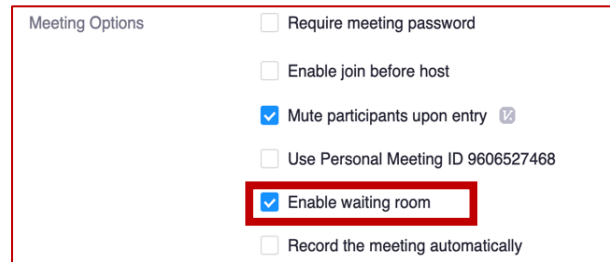 Meeting Options
Require meeting password
Enable join before host
Mute participants upon entry
Use Personal Meeting ID 9606527468
Enable waiting room
Record the meeting automatically